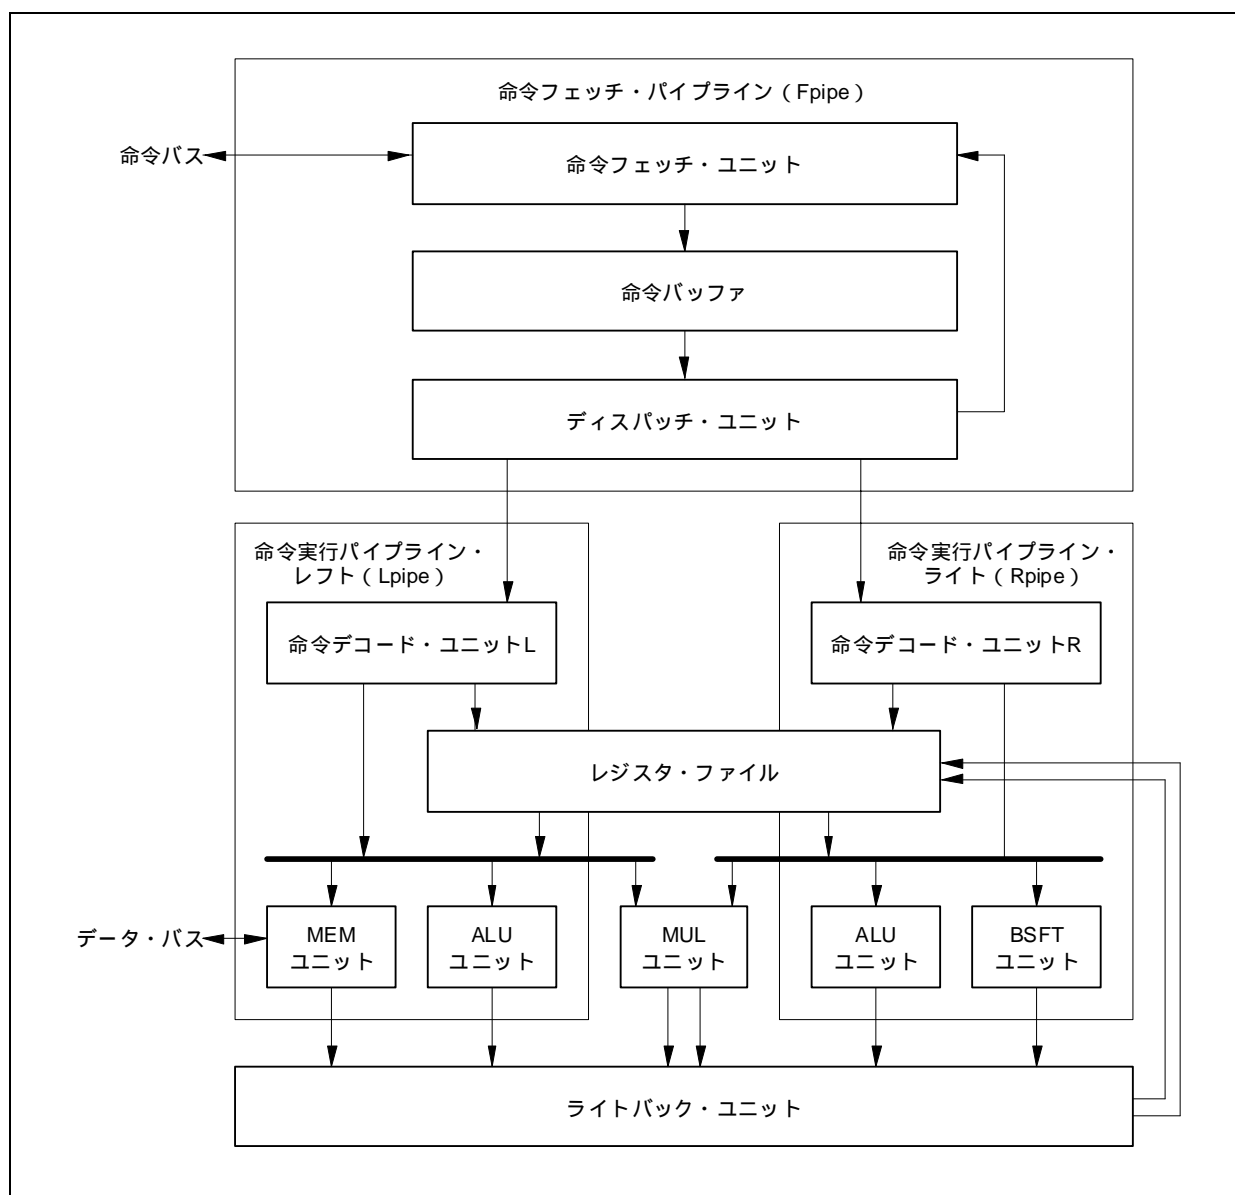 命令フェッチ・パイプライン（Fpipe）
命令バス
命令フェッチ・ユニット
命令バッファ
ディスパッチ・ユニット
命令実行パイプライン・
レフト（Lpipe）
命令実行パイプライン・
ライト（Rpipe）
命令デコード・ユニットL
命令デコード・ユニットR
レジスタ・ファイル
データ・バス
MEM
ユニット
ALU
ユニット
MUL
ユニット
ALU
ユニット
BSFT
ユニット
ライトバック・ユニット